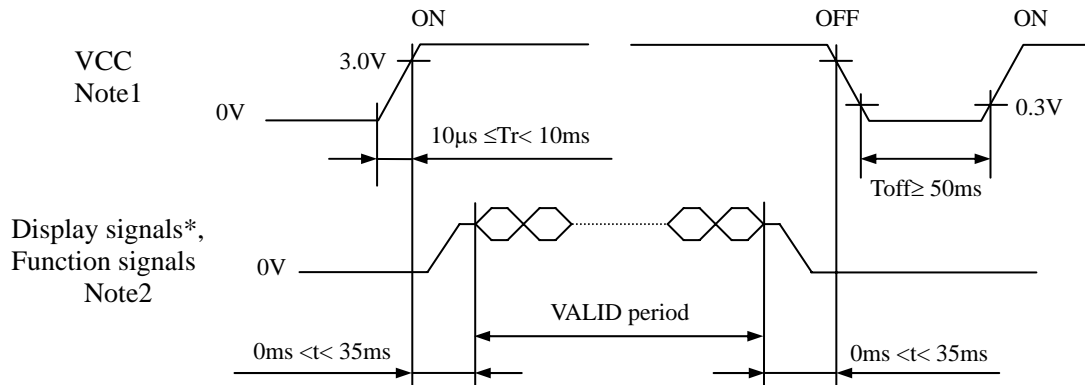 ON OFF ON
VCC
Note1
3.0V
0V
0.3V
10μs ≤Tr< 10ms
Toff≥ 50ms
Display signals*,
Function signals
Note2
0V
VALID period
0ms <t< 35ms 0ms <t< 35ms